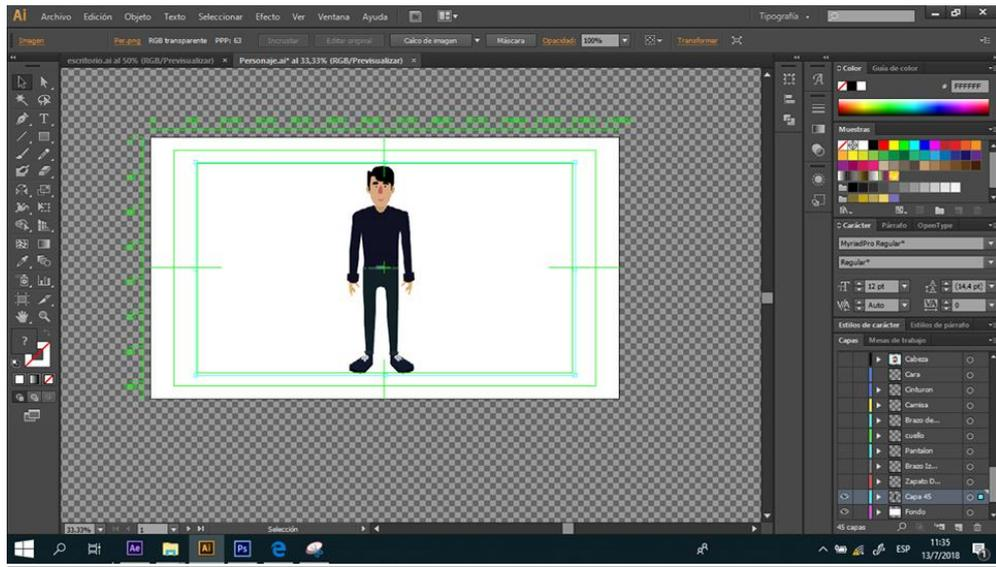 Ai Archivo Edición Objeto Texto Seleccionar Efecto Ver Ventana Ayuda Br Tipografía
Imagen Per.png RGB transparente PPP: 63 Incrustar Editar original Calco de imagen Máscara Opacidad: 100% Transformar
escritorio.ai al 50% (RGB/Previsualizar) × Personaje.ai* al 33,33% (RGB/Previsualizar) ×
Color Guía de color
# FFFFFF
Muestras
Carácter Párrafo OpenType
MyriadPro Regular*
Regular*
12 pt (14,4 pt)
Auto 0
Estilos de carácter Estilos de párrafo
Capas Mesas de trabajo
Cabeza
Cara
Cinturon
Camisa
Brazo de...
cuello
Pantalon
Brazo Iz...
Zapato D...
Capa 45
Fondo
45 capas
33,33% 1 Selección
Ae Ai Ps e ESP 11:35
13/7/2018